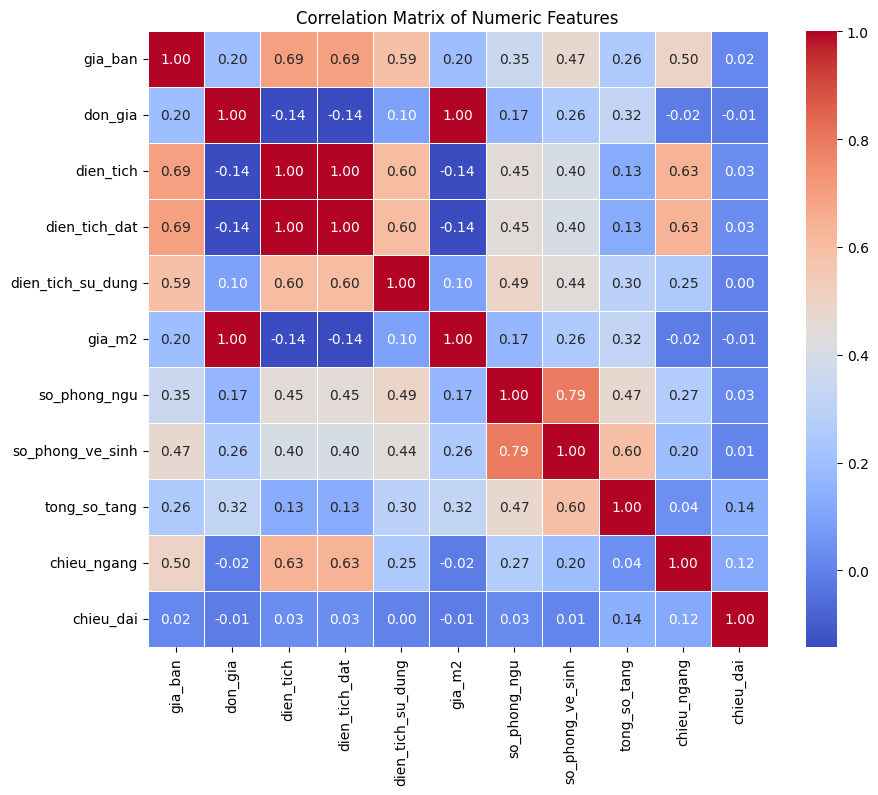 Correlation Matrix of Numeric Features
gia_ban 1.00 0.20 0.69 0.69 0.59 0.20 0.35 0.47 0.26 0.50 0.02
don_gia 0.20 1.00 -0.14 -0.14 0.10 1.00 0.17 0.26 0.32 -0.02 -0.01
dien_tich 0.69 -0.14 1.00 1.00 0.60 -0.14 0.45 0.40 0.13 0.63 0.03
dien_tich_dat 0.69 -0.14 1.00 1.00 0.60 -0.14 0.45 0.40 0.13 0.63 0.03
dien_tich_su_dung 0.59 0.10 0.60 0.60 1.00 0.10 0.49 0.44 0.30 0.25 0.00
gia_m2 0.20 1.00 -0.14 -0.14 0.10 1.00 0.17 0.26 0.32 -0.02 -0.01
so_phong_ngu 0.35 0.17 0.45 0.45 0.49 0.17 1.00 0.79 0.47 0.27 0.03
so_phong_ve_sinh 0.47 0.26 0.40 0.40 0.44 0.26 0.79 1.00 0.60 0.20 0.01
tong_so_tang 0.26 0.32 0.13 0.13 0.30 0.32 0.47 0.60 1.00 0.04 0.14
chieu_ngang 0.50 -0.02 0.63 0.63 0.25 -0.02 0.27 0.20 0.04 1.00 0.12
chieu_dai 0.02 -0.01 0.03 0.03 0.00 -0.01 0.03 0.01 0.14 0.12 1.00
gia_ban
don_gia
dien_tich
dien_tich_dat
dien_tich_su_dung
gia_m2
so_phong_ngu
so_phong_ve_sinh
tong_so_tang
chieu_ngang
chieu_dai
1.0
0.8
0.6
0.4
0.2
0.0